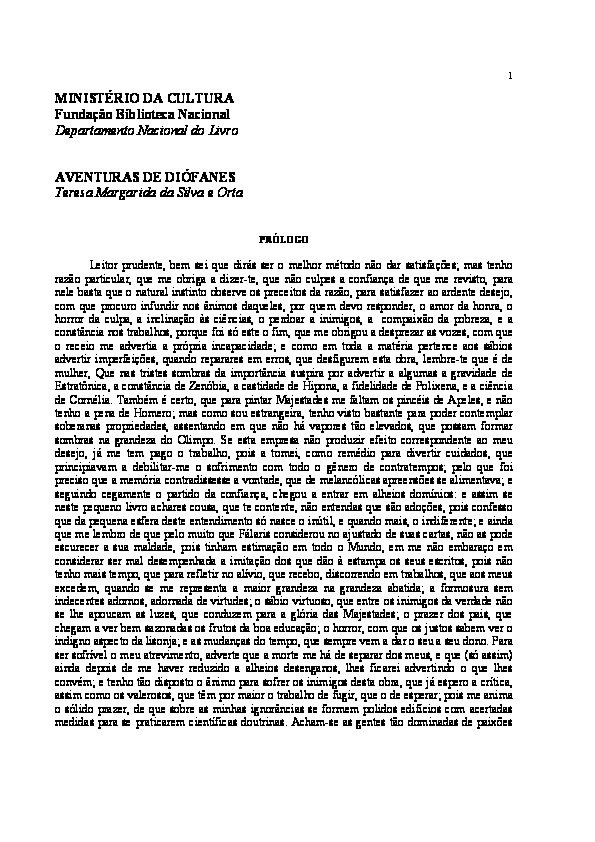 1
MINISTÉRIO DA CULTURA
Fundação Biblioteca Nacional
Departamento Nacional do Livro
AVENTURAS DE DIÓFANES
Teresa Margarida da Silva e Orta
PRÓLOGO
Leitor prudente, bem sei que dirás ser o melhor método não dar satisfações; mas tenho
razão particular, que me obriga a dizer-te, que não culpes a confiança de que me revisto, para
nele basta que o natural instinto observe os preceitos da razão, para satisfazer ao ardente desejo,
com que procuro infundir nos ânimos daqueles, por quem devo responder, o amor da honra, o
horror da culpa, a inclinação às ciências, o perdoar a inimigos, a compaixão da pobreza, e a
constância nos trabalhos, porque foi só este o fim, que me obrigou a desprezar as vozes, com que
o receio me advertia a própria incapacidade; e como em toda a matéria pertence aos sábios
advertir imperfeições, quando reparares em erros, que desfigurem esta obra, lembre-te que é de
mulher, Que nas tristes sombras da importância suspira por advertir a algumas a gravidade de
Estratônica, a constância de Zenóbia, a castidade de Hipona, a fidelidade de Polixena, e a ciência
de Cornélia. Também é certo, que para pintar Majestades me faltam os pincéis de Apeles, e não
tenho a pena de Homero; mas como sou estrangeira, tenho visto bastante para poder contemplar
soberanas propriedades, assentando em que não há vapores tão elevados, que possam formar
sombras na grandeza do Olimpo. Se esta empresa não produzir efeito correspondente ao meu
desejo, já me tem pago o trabalho, pois a tomei, como remédio para divertir cuidados, que
principiavam a debilitar-me o sofrimento com todo o gênero de contratempos; pelo que foi
preciso que a memória contradissesse a vontade, que de melancólicas apreensões se alimentava; e
seguindo cegamente o partido da confiança, chegou a entrar em alheios domínios: e assim se
neste pequeno livro achares cousa, que te contente, não entendas que são adoções, pois confesso
que da pequena esfera deste entendimento só nasce o inútil, e quando mais, o indiferente; e ainda
que me lembro de que pelo muito que Fálaris considerou no ajustado de suas cartas, não as pode
escurecer a sua maldade, pois tinham estimação em todo o Mundo, em me não embaraço em
considerar ser mal desempenhada a imitação dos que dão à estampa os seus escritos, pois não
tenho mais tempo, que para refletir no alívio, que recebo, discorrendo em trabalhos, que aos meus
excedem, quando se me representa a maior grandeza na grandeza abatida; a formosura sem
indecentes adornos, adornada de virtudes; o sábio virtuoso, que entre os inimigos da verdade não
se lhe apoucam as luzes, que conduzem para a glória das Majestades; o prazer dos pais, que
chegam a ver bem sazonadas os frutos da boa educação; o horror, com que os justos sabem ver o
indigno aspecto da lisonja; e as mudanças do tempo, que sempre vem a dar o seu a seu dono. Para
ser sofrível o meu atrevimento, adverte que a morte me há de separar dos meus, e que (só assim)
ainda depois de me haver reduzido a alheios desenganos, lhes ficarei advertindo o que lhes
convém; e tenho tão disposto o ânimo para sofrer os inimigos desta obra, que já espero a crítica,
assim como os valerosos, que têm por maior o trabalho de fugir, que o de esperar; pois me anima
o sólido prazer, de que sobre as minhas ignorâncias se formem polidos edifícios com acertadas
medidas para se praticarem científicas doutrinas. Acham-se as gentes tão dominadas de paixões